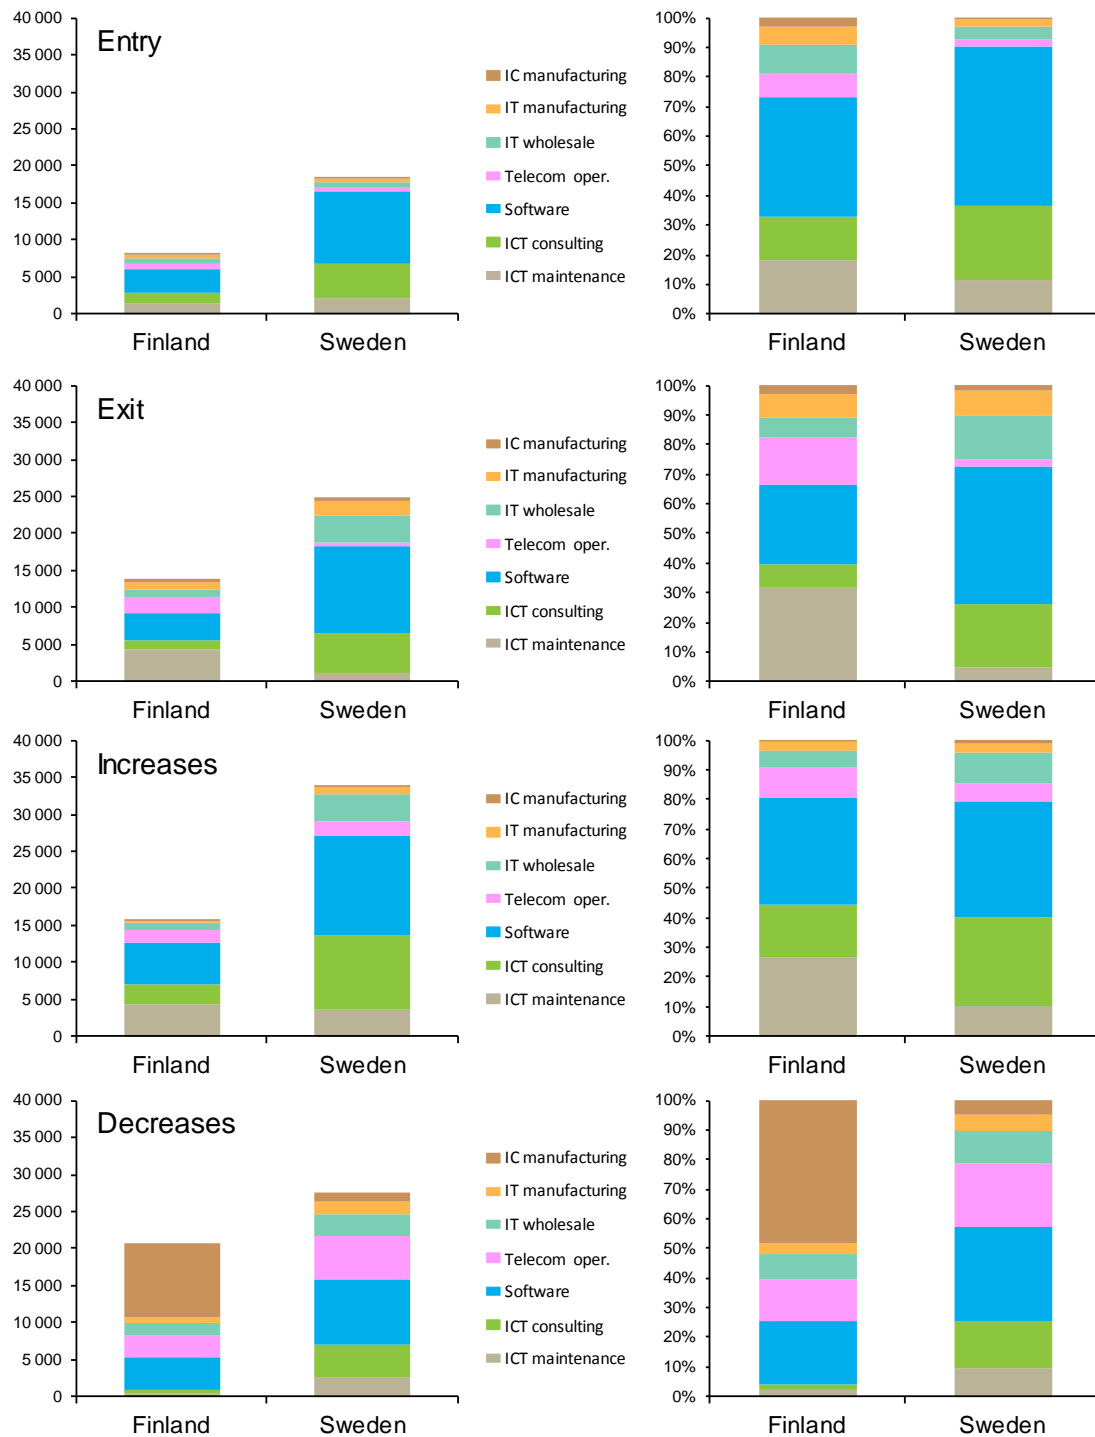 Entry
40 000
35 000
30 000
25 000
20 000
15 000
10 000
5 000
0
Finland Sweden
IC manufacturing
IT manufacturing
IT wholesale
Telecom oper.
Software
ICT consulting
ICT maintenance
100%
90%
80%
70%
60%
50%
40%
30%
20%
10%
0%
Finland Sweden
Exit
40 000
35 000
30 000
25 000
20 000
15 000
10 000
5 000
0
Finland Sweden
IC manufacturing
IT manufacturing
IT wholesale
Telecom oper.
Software
ICT consulting
ICT maintenance
100%
90%
80%
70%
60%
50%
40%
30%
20%
10%
0%
Finland Sweden
Increases
40 000
35 000
30 000
25 000
20 000
15 000
10 000
5 000
0
Finland Sweden
IC manufacturing
IT manufacturing
IT wholesale
Telecom oper.
Software
ICT consulting
ICT maintenance
100%
90%
80%
70%
60%
50%
40%
30%
20%
10%
0%
Finland Sweden
Decreases
40 000
35 000
30 000
25 000
20 000
15 000
10 000
5 000
0
Finland Sweden
IC manufacturing
IT manufacturing
IT wholesale
Telecom oper.
Software
ICT consulting
ICT maintenance
100%
90%
80%
70%
60%
50%
40%
30%
20%
10%
0%
Finland Sweden